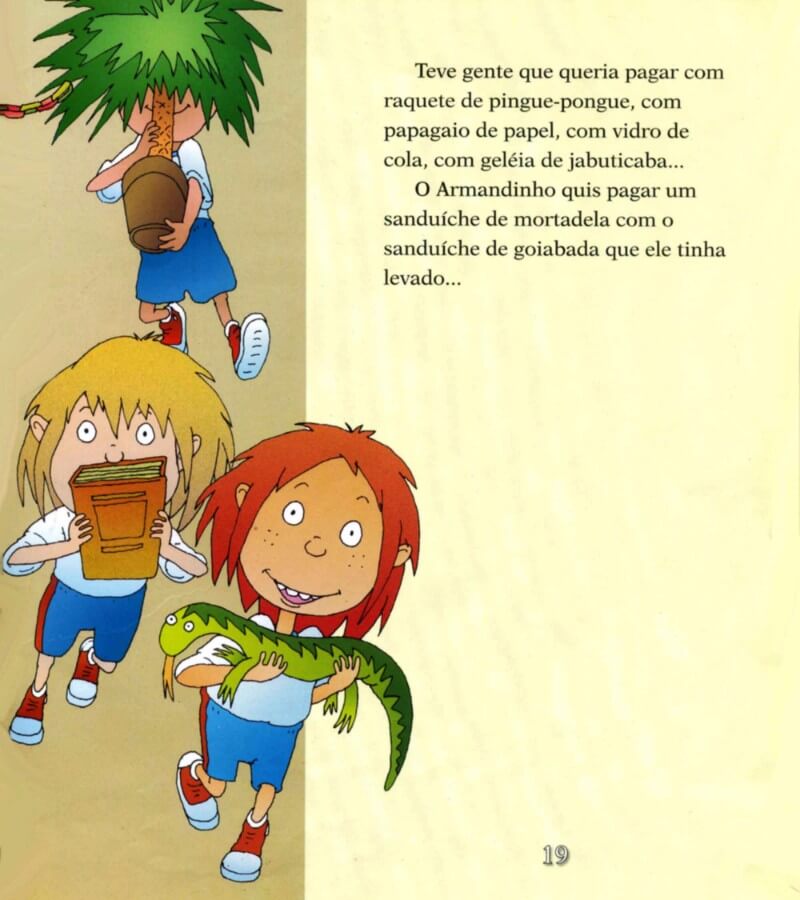 Teve gente que queria pagar com
raquete de pingue-pongue, com
papagaio de papel, com vidro de
cola, com geléia de jabuticaba...
O Armandinho quis pagar um
sanduíche de mortadela com o
sanduíche de goiabada que ele tinha
levado...
19